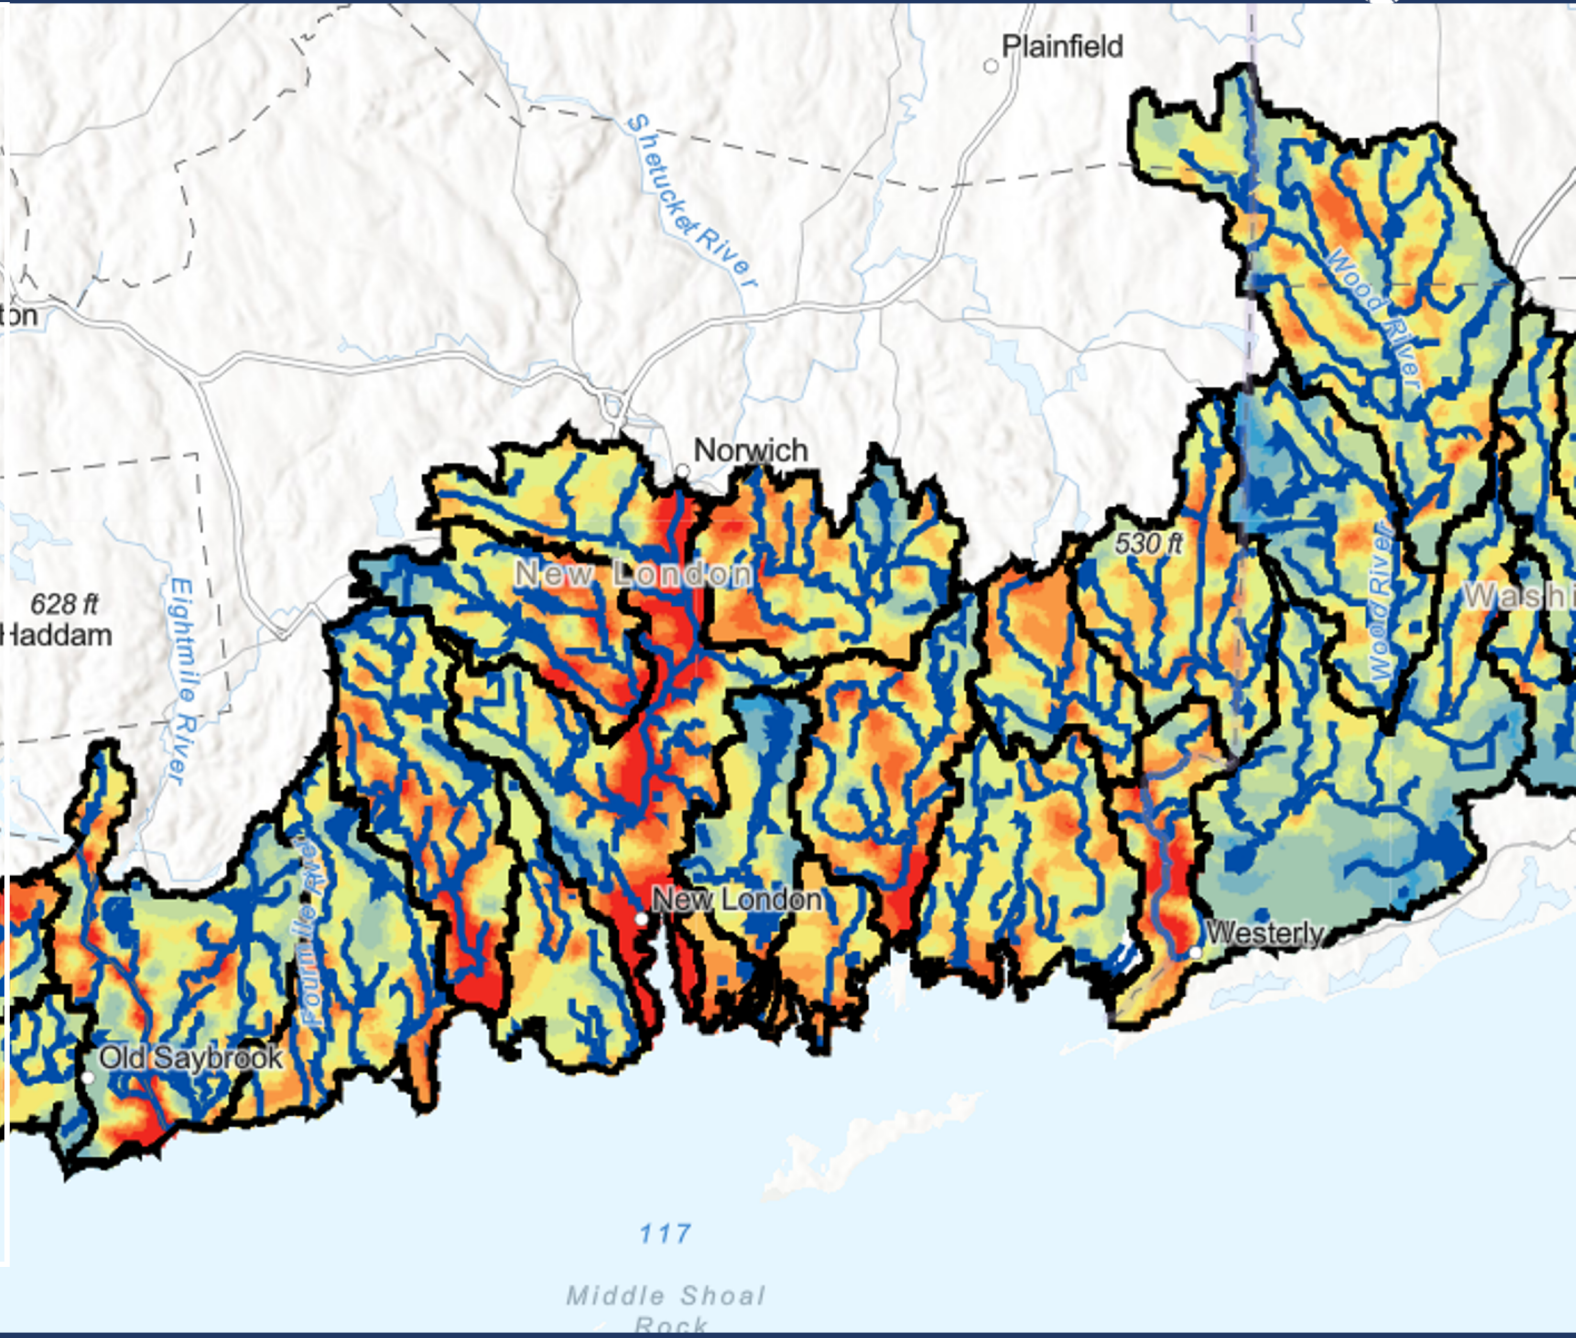 Plainfield
Shetucket River
Wood River
ton
Norwich
530 ft
New London
Washi
628 ft
Haddam
Eightmile River
Wood River
New London
Fourmile River
Westerly
Old Saybrook
117
Middle Shoal
Rock